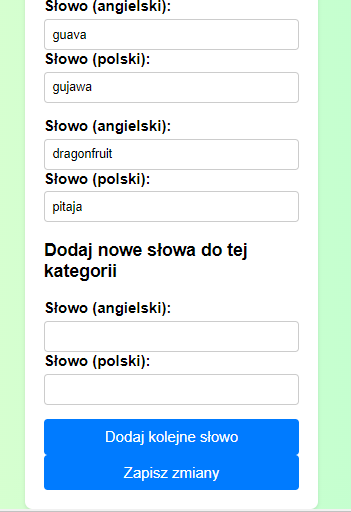 Słowo (angielski):
guava
Słowo (polski):
gujawa
Słowo (angielski):
dragonfruit
Słowo (polski):
pitaja
Dodaj nowe słowa do tej
kategorii
Słowo (angielski):
Słowo (polski):
Dodaj kolejne słowo
Zapisz zmiany